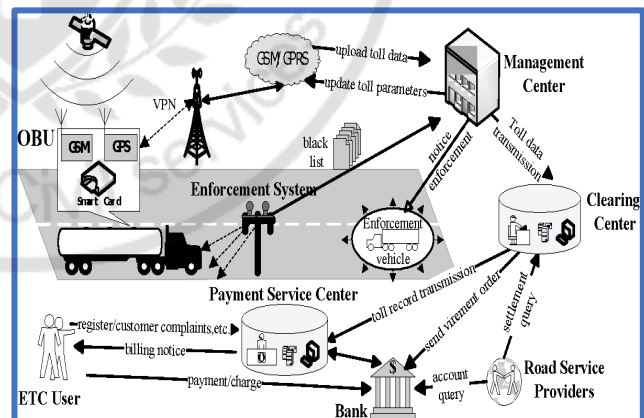 GSM/GPRS
upload toll data
update toll parameters
Management
Center
VPN
OBU
GSM
GPS
Smart Card
black
list
notice
enforcement
Toll data
transmission
Enforcement System
Clearing
Center
Enforcement
vehicle
Payment Service Center
toll record transmission
send virement order
settlement
query
register/customer complaints,etc.
billing notice
payment/charge
ETC User
$
Bank
account
query
Road Service
Providers